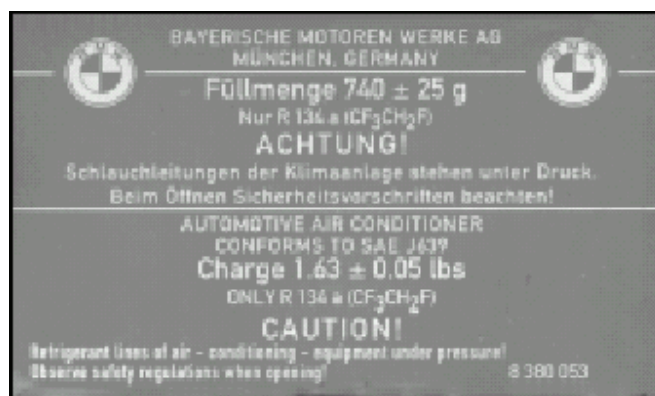 BAYERISCHE MOTOREN WERKE AG
MÜNCHEN, GERMANY
Füllmenge 740 ± 25 g
Nur R 134 a (CF₃CH₂F)
ACHTUNG!
Schlauchleitungen der Klimaanlage stehen unter Druck.
Beim Öffnen Sicherheitsvorschriften beachten!
AUTOMOTIVE AIR CONDITIONER
CONFORMS TO SAE J639
Charge 1.63 ± 0.05 lbs
ONLY R 134 a (CF₃CH₂F)
CAUTION!
Refrigerant lines of air - conditioning - equipment under pressure!
Observe safety regulations when opening! 8 380 053